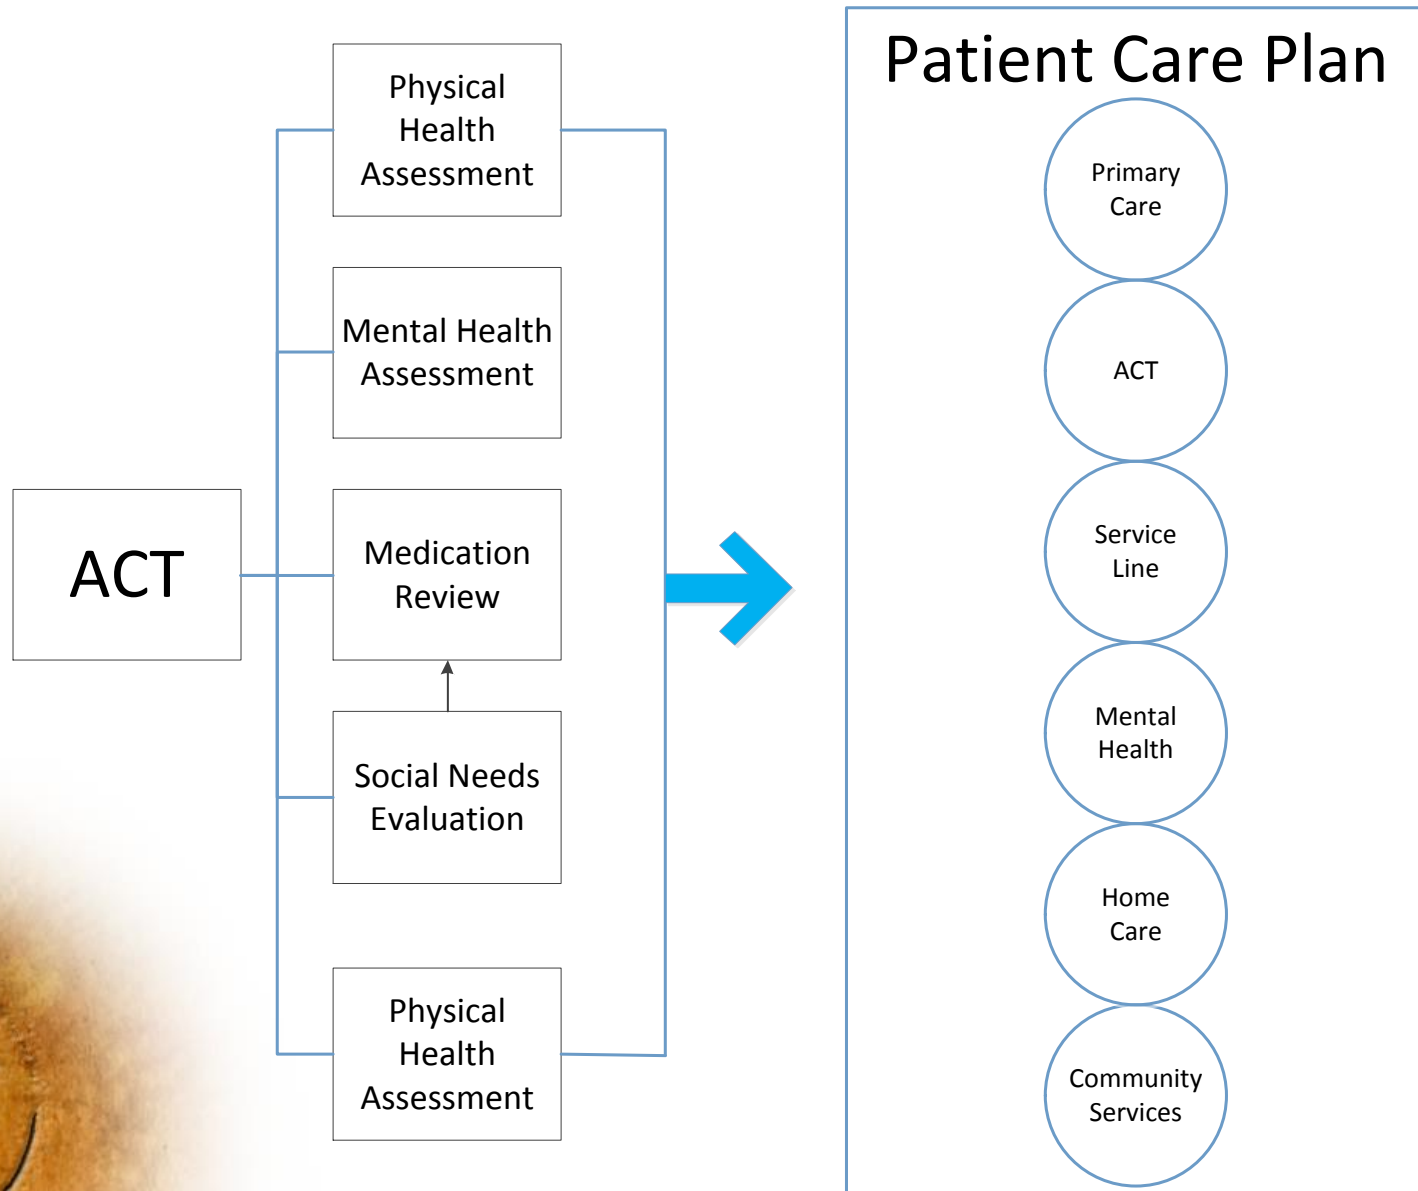 ACT
Physical
Health
Assessment
Mental Health
Assessment
Medication
Review
Social Needs
Evaluation
Physical
Health
Assessment
Patient Care Plan
Primary
Care
ACT
Service
Line
Mental
Health
Home
Care
Community
Services